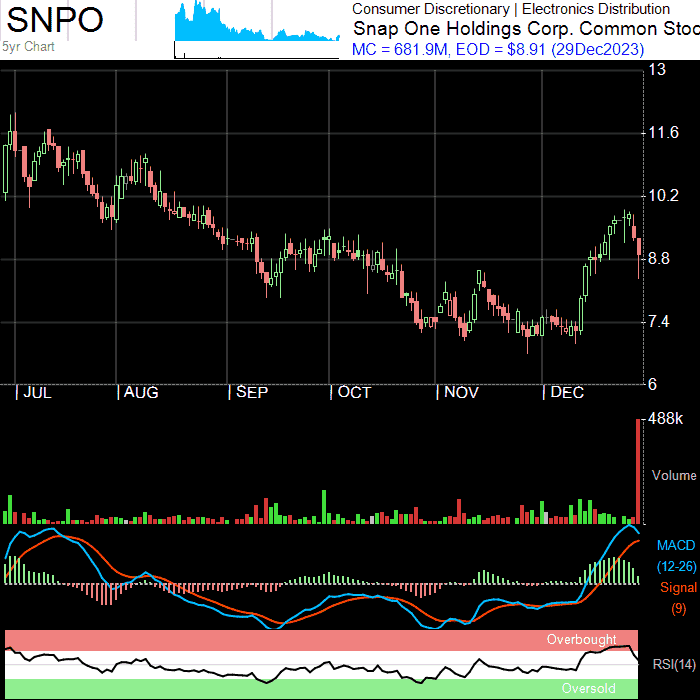 SNPO
5yr Chart
Consumer Discretionary | Electronics Distribution
Snap One Holdings Corp. Common Stoc
MC = 681.9M, EOD = $8.91 (29Dec2023)
13
11.6
10.2
8.8
7.4
6
JUL AUG SEP OCT NOV DEC
488k
Volume
MACD
(12-26)
Signal
(9)
Overbought
RSI(14)
Oversold